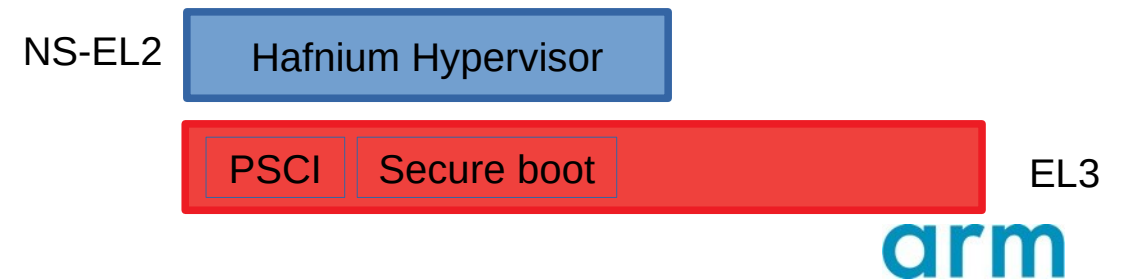 NS-EL2
Hafnium Hypervisor
PSCI
Secure boot
EL3
arm